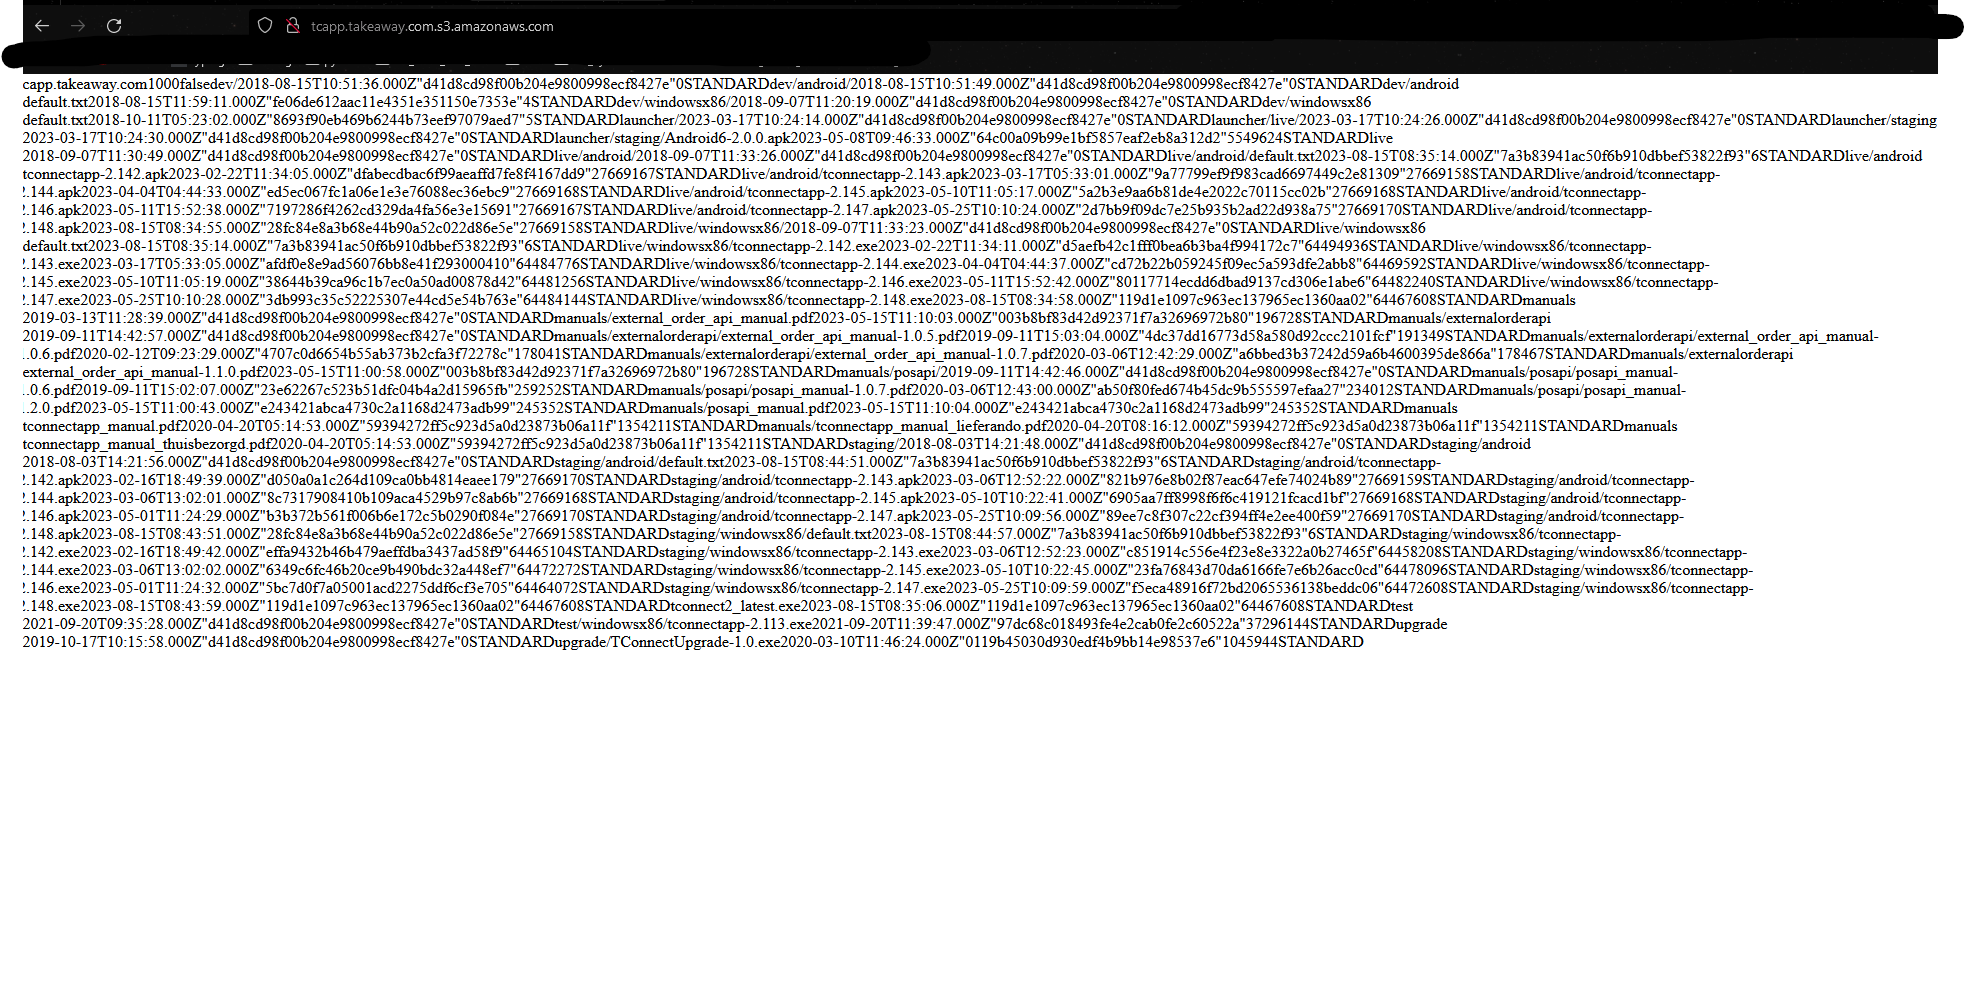 tcapp.takeaway.com.s3.amazonaws.com
capp.takeaway.com1000falsedev/2018-08-15T10:51:36.000Z"d41d8cd98f00b204e9800998ecf8427e"0STANDARDdev/android/2018-08-15T10:51:49.000Z"d41d8cd98f00b204e9800998ecf8427e"0STANDARDdev/android
default.txt2018-08-15T11:59:11.000Z"fe06de612aac11e4351e351150e7353e"4STANDARDdev/windowsx86/2018-09-07T11:20:19.000Z"d41d8cd98f00b204e9800998ecf8427e"0STANDARDdev/windowsx86
default.txt2018-10-11T05:23:02.000Z"8693f90eb469b6244b73eef97079aed7"5STANDARDlauncher/2023-03-17T10:24:14.000Z"d41d8cd98f00b204e9800998ecf8427e"0STANDARDlauncher/live/2023-03-17T10:24:26.000Z"d41d8cd98f00b204e9800998ecf8427e"0STANDARDlauncher/staging
2023-03-17T10:24:30.000Z"d41d8cd98f00b204e9800998ecf8427e"0STANDARDlauncher/staging/Android6-2.0.0.apk2023-05-08T09:46:33.000Z"64c00a09b99e1bf5857eaf2eb8a312d2"5549624STANDARDlive
2018-09-07T11:30:49.000Z"d41d8cd98f00b204e9800998ecf8427e"0STANDARDlive/android/2018-09-07T11:33:26.000Z"d41d8cd98f00b204e9800998ecf8427e"0STANDARDlive/android/default.txt2023-08-15T08:35:14.000Z"7a3b83941ac50f6b910dbbef53822f93"6STANDARDlive/android
tconnectapp-2.142.apk2023-02-22T11:34:05.000Z"dfabecdbac6f99aeaffd7fe8f4167dd9"27669167STANDARDlive/android/tconnectapp-2.143.apk2023-03-17T05:33:01.000Z"9a77799ef9f983cad6697449c2e81309"27669158STANDARDlive/android/tconnectapp-
2.144.apk2023-04-04T04:44:33.000Z"ed5ec067fc1a06e1e3e76088ec36ebc9"27669168STANDARDlive/android/tconnectapp-2.145.apk2023-05-10T11:05:17.000Z"5a2b3e9aa6b81de4e2022c70115cc02b"27669168STANDARDlive/android/tconnectapp-
2.146.apk2023-05-11T15:52:38.000Z"7197286f4262cd329da4fa56e3e15691"27669167STANDARDlive/android/tconnectapp-2.147.apk2023-05-25T10:10:24.000Z"2d7bb9f09dc7e25b935b2ad22d938a75"27669170STANDARDlive/android/tconnectapp-
2.148.apk2023-08-15T08:34:55.000Z"28fc84e8a3b68e44b90a52c022d86e5e"27669158STANDARDlive/windowsx86/2018-09-07T11:33:23.000Z"d41d8cd98f00b204e9800998ecf8427e"0STANDARDlive/windowsx86
default.txt2023-08-15T08:35:14.000Z"7a3b83941ac50f6b910dbbef53822f93"6STANDARDlive/windowsx86/tconnectapp-2.142.exe2023-02-22T11:34:11.000Z"d5aefb42c1fff0bea6b3ba4f994172c7"64494936STANDARDlive/windowsx86/tconnectapp-
2.143.exe2023-03-17T05:33:05.000Z"afdf0e8e9ad56076bb8e41f293000410"64484776STANDARDlive/windowsx86/tconnectapp-2.144.exe2023-04-04T04:44:37.000Z"cd72b22b059245f09ec5a593dfe2abb8"64469592STANDARDlive/windowsx86/tconnectapp-
2.145.exe2023-05-10T11:05:19.000Z"38644b39ca96c1b7ec0a50ad00878d42"64481256STANDARDlive/windowsx86/tconnectapp-2.146.exe2023-05-11T15:52:42.000Z"80117714ecdd6dbad9137cd306e1abe6"64482240STANDARDlive/windowsx86/tconnectapp-
2.147.exe2023-05-25T10:10:28.000Z"3db993c35c52225307e44cd5e54b763e"64484144STANDARDlive/windowsx86/tconnectapp-2.148.exe2023-08-15T08:34:58.000Z"119d1e1097c963ec137965ec1360aa02"64467608STANDARDmanuals
2019-03-13T11:28:39.000Z"d41d8cd98f00b204e9800998ecf8427e"0STANDARDmanuals/external_order_api_manual.pdf2023-05-15T11:10:03.000Z"003b8bf83d42d92371f7a32696972b80"196728STANDARDmanuals/externalorderapi
2019-09-11T14:42:57.000Z"d41d8cd98f00b204e9800998ecf8427e"0STANDARDmanuals/externalorderapi/external_order_api_manual-1.0.5.pdf2019-09-11T15:03:04.000Z"4dc37dd16773d58a580d92ccc2101fcf"191349STANDARDmanuals/externalorderapi/external_order_api_manual-
1.0.6.pdf2020-02-12T09:23:29.000Z"4707c0d6654b55ab373b2cfa3f72278c"178041STANDARDmanuals/externalorderapi/external_order_api_manual-1.0.7.pdf2020-03-06T12:42:29.000Z"a6bbed3b37242d59a6b4600395de866a"178467STANDARDmanuals/externalorderapi
external_order_api_manual-1.1.0.pdf2023-05-15T11:00:58.000Z"003b8bf83d42d92371f7a32696972b80"196728STANDARDmanuals/posapi/2019-09-11T14:42:46.000Z"d41d8cd98f00b204e9800998ecf8427e"0STANDARDmanuals/posapi/posapi_manual-
1.0.6.pdf2019-09-11T15:02:07.000Z"23e62267c523b51dfc04b4a2d15965fb"259252STANDARDmanuals/posapi/posapi_manual-1.0.7.pdf2020-03-06T12:43:00.000Z"ab50f80fed674b45dc9b555597efaa27"234012STANDARDmanuals/posapi/posapi_manual-
1.2.0.pdf2023-05-15T11:00:43.000Z"e243421abca4730c2a1168d2473adb99"245352STANDARDmanuals/posapi_manual.pdf2023-05-15T11:10:04.000Z"e243421abca4730c2a1168d2473adb99"245352STANDARDmanuals
tconnectapp_manual.pdf2020-04-20T05:14:53.000Z"59394272ff5c923d5a0d23873b06a11f"1354211STANDARDmanuals/tconnectapp_manual_lieferando.pdf2020-04-20T08:16:12.000Z"59394272ff5c923d5a0d23873b06a11f"1354211STANDARDmanuals
tconnectapp_manual_thuisbezorgd.pdf2020-04-20T05:14:53.000Z"59394272ff5c923d5a0d23873b06a11f"1354211STANDARDstaging/2018-08-03T14:21:48.000Z"d41d8cd98f00b204e9800998ecf8427e"0STANDARDstaging/android
2018-08-03T14:21:56.000Z"d41d8cd98f00b204e9800998ecf8427e"0STANDARDstaging/android/default.txt2023-08-15T08:44:51.000Z"7a3b83941ac50f6b910dbbef53822f93"6STANDARDstaging/android/tconnectapp-
2.142.apk2023-02-16T18:49:39.000Z"d050a0a1c264d109ca0bb4814eaee179"27669170STANDARDstaging/android/tconnectapp-2.143.apk2023-03-06T12:52:22.000Z"821b976e8b02f87eac647efe74024b89"27669159STANDARDstaging/android/tconnectapp-
2.144.apk2023-03-06T13:02:01.000Z"8c7317908410b109aca4529b97c8ab6b"27669168STANDARDstaging/android/tconnectapp-2.145.apk2023-05-10T10:22:41.000Z"6905aa7ff8998f6f6c419121fcacd1bf"27669168STANDARDstaging/android/tconnectapp-
2.146.apk2023-05-01T11:24:29.000Z"b3b372b561f006b6e172c5b0290f084e"27669170STANDARDstaging/android/tconnectapp-2.147.apk2023-05-25T10:09:56.000Z"89ee7c8f307c22cf394ff4e2ee400f59"27669170STANDARDstaging/android/tconnectapp-
2.148.apk2023-08-15T08:43:51.000Z"28fc84e8a3b68e44b90a52c022d86e5e"27669158STANDARDstaging/windowsx86/default.txt2023-08-15T08:44:57.000Z"7a3b83941ac50f6b910dbbef53822f93"6STANDARDstaging/windowsx86/tconnectapp-
2.142.exe2023-02-16T18:49:42.000Z"effa9432b46b479aeffdba3437ad58f9"64465104STANDARDstaging/windowsx86/tconnectapp-2.143.exe2023-03-06T12:52:23.000Z"c851914c556e4f23e8e3322a0b27465f"64458208STANDARDstaging/windowsx86/tconnectapp-
2.144.exe2023-03-06T13:02:02.000Z"6349c6fc46b20ce9b490bdc32a448ef7"64472272STANDARDstaging/windowsx86/tconnectapp-2.145.exe2023-05-10T10:22:45.000Z"23fa76843d70da6166fe7e6b26acc0cd"64478096STANDARDstaging/windowsx86/tconnectapp-
2.146.exe2023-05-01T11:24:32.000Z"5bc7d0f7a05001acd2275ddf6cf3e705"64464072STANDARDstaging/windowsx86/tconnectapp-2.147.exe2023-05-25T10:09:59.000Z"f5eca48916f72bd2065536138beddc06"64472608STANDARDstaging/windowsx86/tconnectapp-
2.148.exe2023-08-15T08:43:59.000Z"119d1e1097c963ec137965ec1360aa02"64467608STANDARDtconnect2_latest.exe2023-08-15T08:35:06.000Z"119d1e1097c963ec137965ec1360aa02"64467608STANDARDtest
2021-09-20T09:35:28.000Z"d41d8cd98f00b204e9800998ecf8427e"0STANDARDtest/windowsx86/tconnectapp-2.113.exe2021-09-20T11:39:47.000Z"97dc68c018493fe4e2cab0fe2c60522a"37296144STANDARDupgrade
2019-10-17T10:15:58.000Z"d41d8cd98f00b204e9800998ecf8427e"0STANDARDupgrade/TConnectUpgrade-1.0.exe2020-03-10T11:46:24.000Z"0119b45030d930edf4b9bb14e98537e6"1045944STANDARD